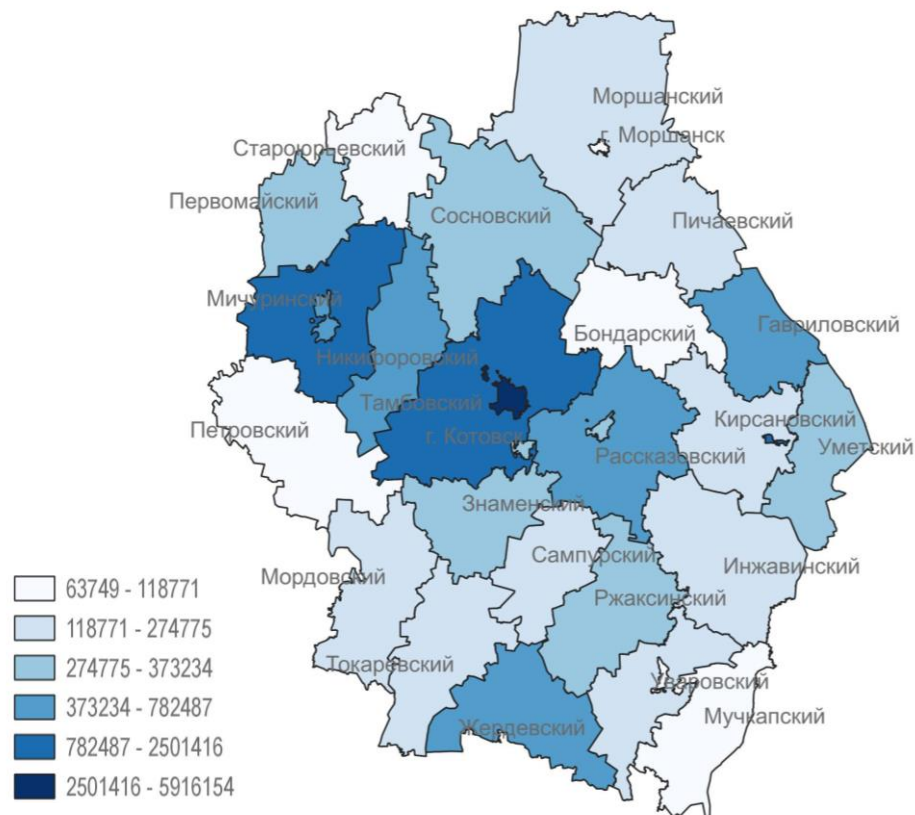 Моршанский
г. Моршанск
Староюрьевский
Первомайский
Сосновский
Пичаевский
Мичуринский
Бондарский
Гавриловский
Никифоровский
Тамбовский
Петровский
г. Котовск
Кирсановский
Уметский
Рассказовский
Знаменский
Сампурский
Инжавинский
Мордовский
Ржаксинский
Токаревский
Уваровский
Жердевский
Мучкапский
63749 - 118771
118771 - 274775
274775 - 373234
373234 - 782487
782487 - 2501416
2501416 - 5916154